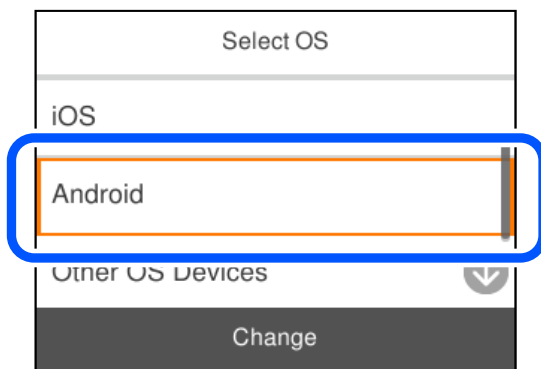 Select OS
iOS
Android
Other OS Devices
Change